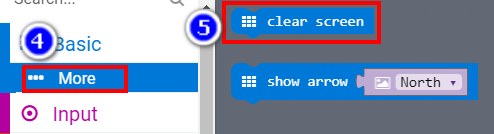 Search...
4
Basic
More
Input
5
clear screen
show arrow North